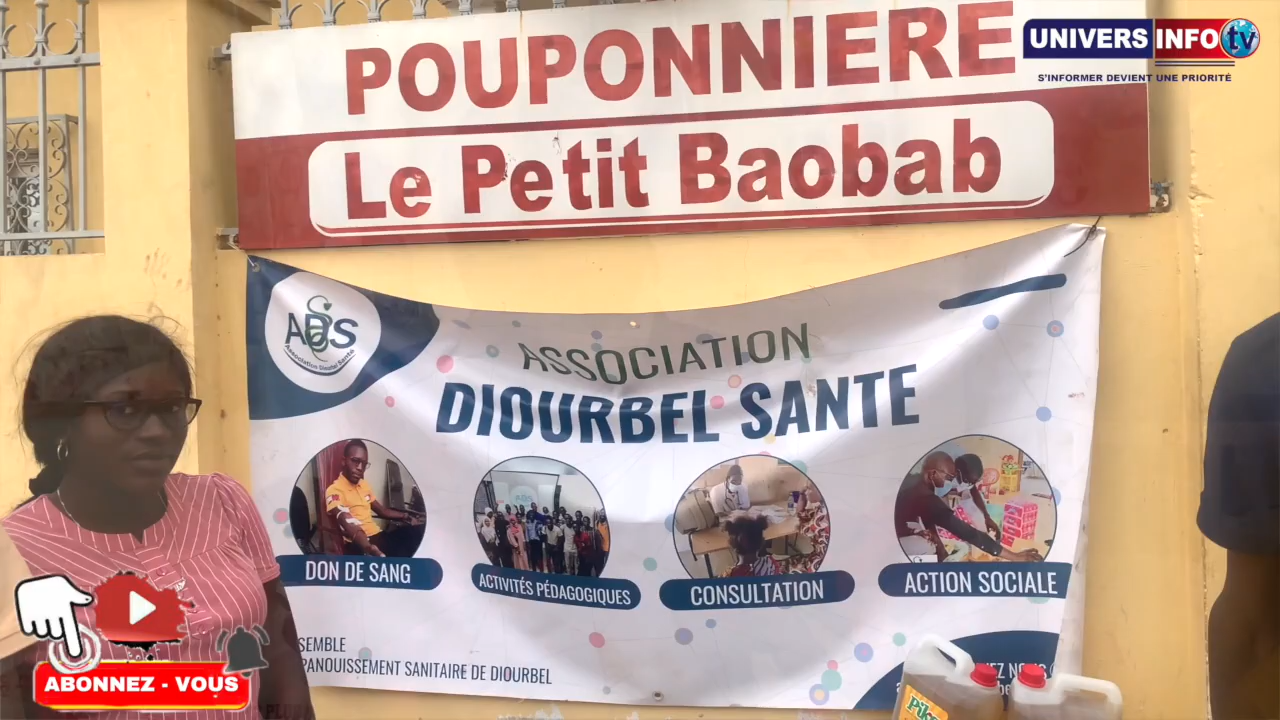 POUPONNIERE
Le Petit Baobab
UNIVERS INFO tv
S'INFORMER DEVIENT UNE PRIORITÉ
ADS
Association Diourbel Santé
ASSOCIATION
DIOURBEL SANTE
DON DE SANG
ACTIVITÉS PÉDAGOGIQUES
CONSULTATION
ACTION SOCIALE
SEMBLE
PANOUISSEMENT SANITAIRE DE DIOURBEL
ABONNEZ - VOUS